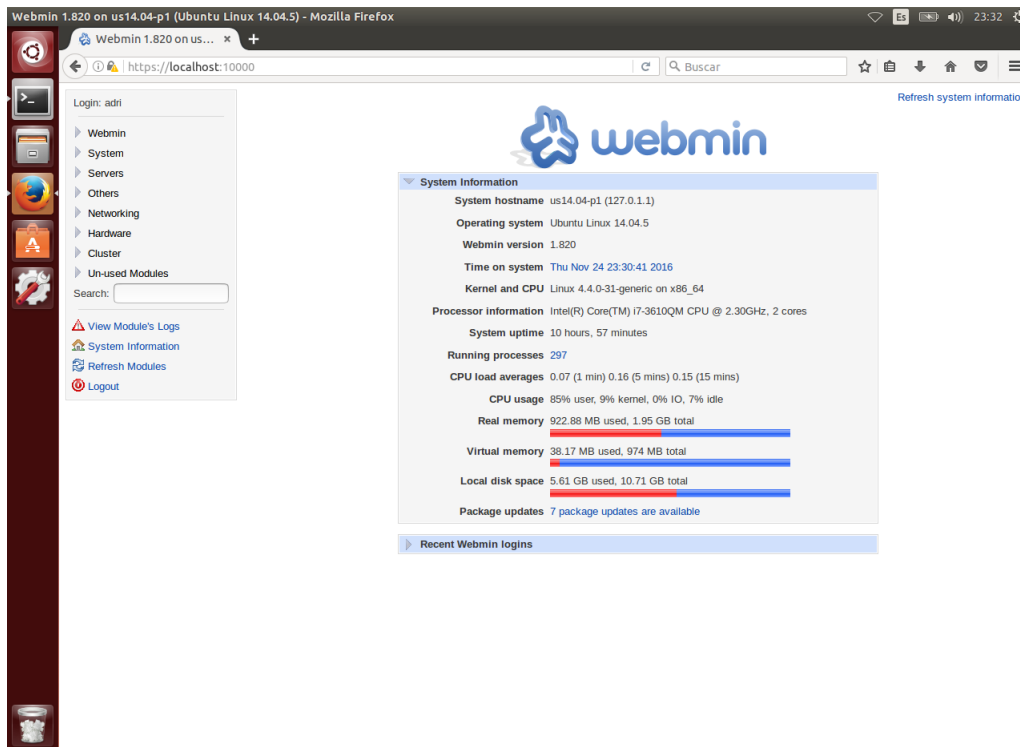 Webmin 1.820 on us14.04-p1 (Ubuntu Linux 14.04.5) - Mozilla Firefox
Es
23:32
Webmin 1.820 on us... ×
https://localhost:10000
Buscar
Login: adri
Webmin
System
Servers
Others
Networking
Hardware
Cluster
Un-used Modules
Search:
View Module's Logs
System Information
Refresh Modules
Logout
Refresh system informatio
webmin
System Information
System hostname us14.04-p1 (127.0.1.1)
Operating system Ubuntu Linux 14.04.5
Webmin version 1.820
Time on system Thu Nov 24 23:30:41 2016
Kernel and CPU Linux 4.4.0-31-generic on x86_64
Processor information Intel(R) Core(TM) i7-3610QM CPU @ 2.30GHz, 2 cores
System uptime 10 hours, 57 minutes
Running processes 297
CPU load averages 0.07 (1 min) 0.16 (5 mins) 0.15 (15 mins)
CPU usage 85% user, 9% kernel, 0% IO, 7% idle
Real memory 922.88 MB used, 1.95 GB total
Virtual memory 38.17 MB used, 974 MB total
Local disk space 5.61 GB used, 10.71 GB total
Package updates 7 package updates are available
Recent Webmin logins